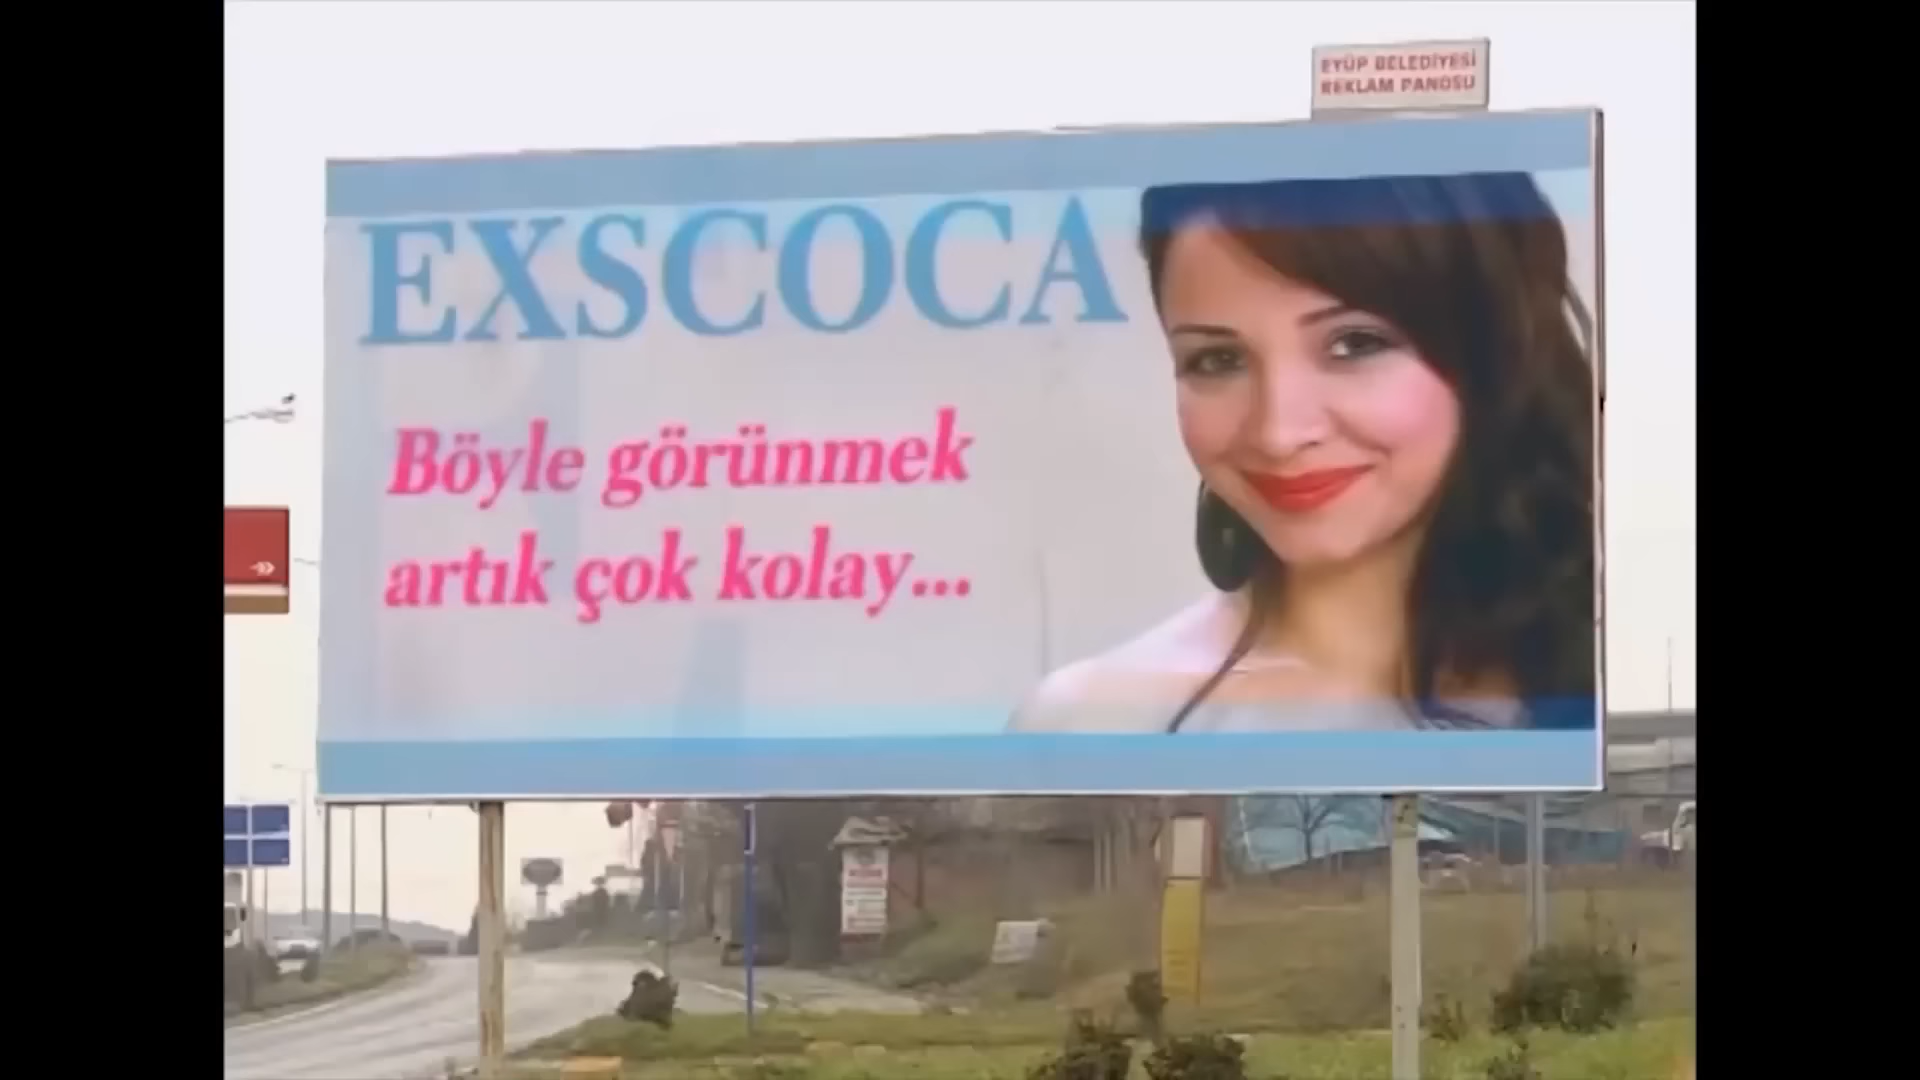 EYÜP BELEDİYESİ
REKLAM PANOSU
EXSCOCA
Böyle görünmek
artık çok kolay...